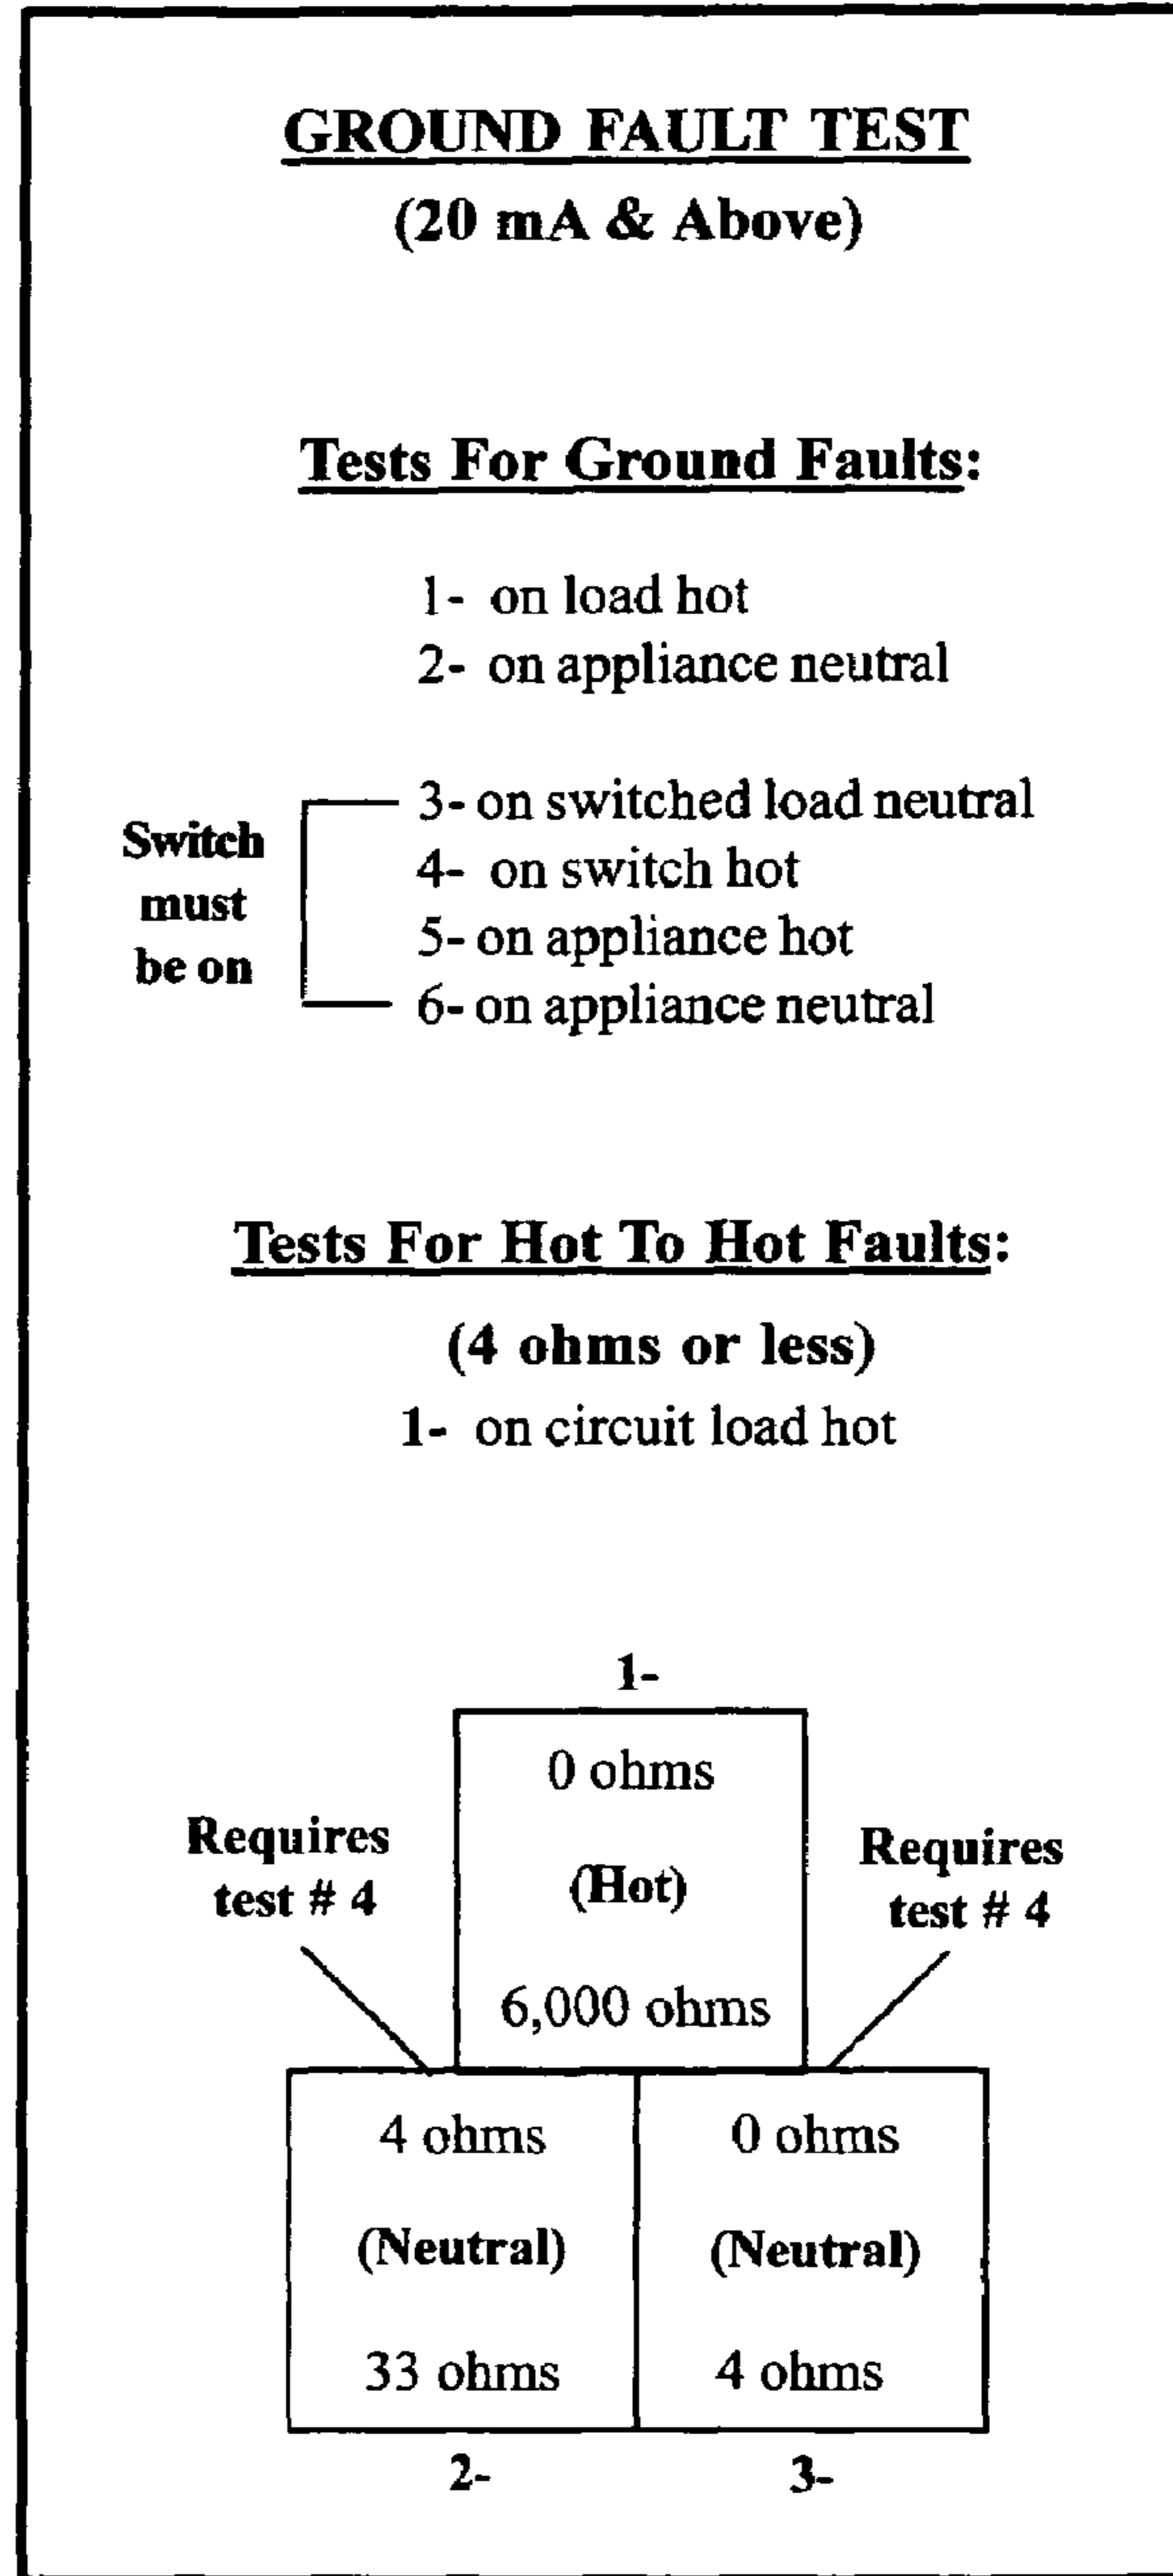 GROUND FAULT TEST
(20 mA & Above)
Tests For Ground Faults:
1- on load hot
2- on appliance neutral
Switch
must
be on
3- on switched load neutral
4- on switch hot
5- on appliance hot
6- on appliance neutral
Tests For Hot To Hot Faults:
(4 ohms or less)
1- on circuit load hot
1-
0 ohms
(Hot)
6,000 ohms
Requires
test # 4
Requires
test # 4
4 ohms
(Neutral)
33 ohms
0 ohms
(Neutral)
4 ohms
2-
3-